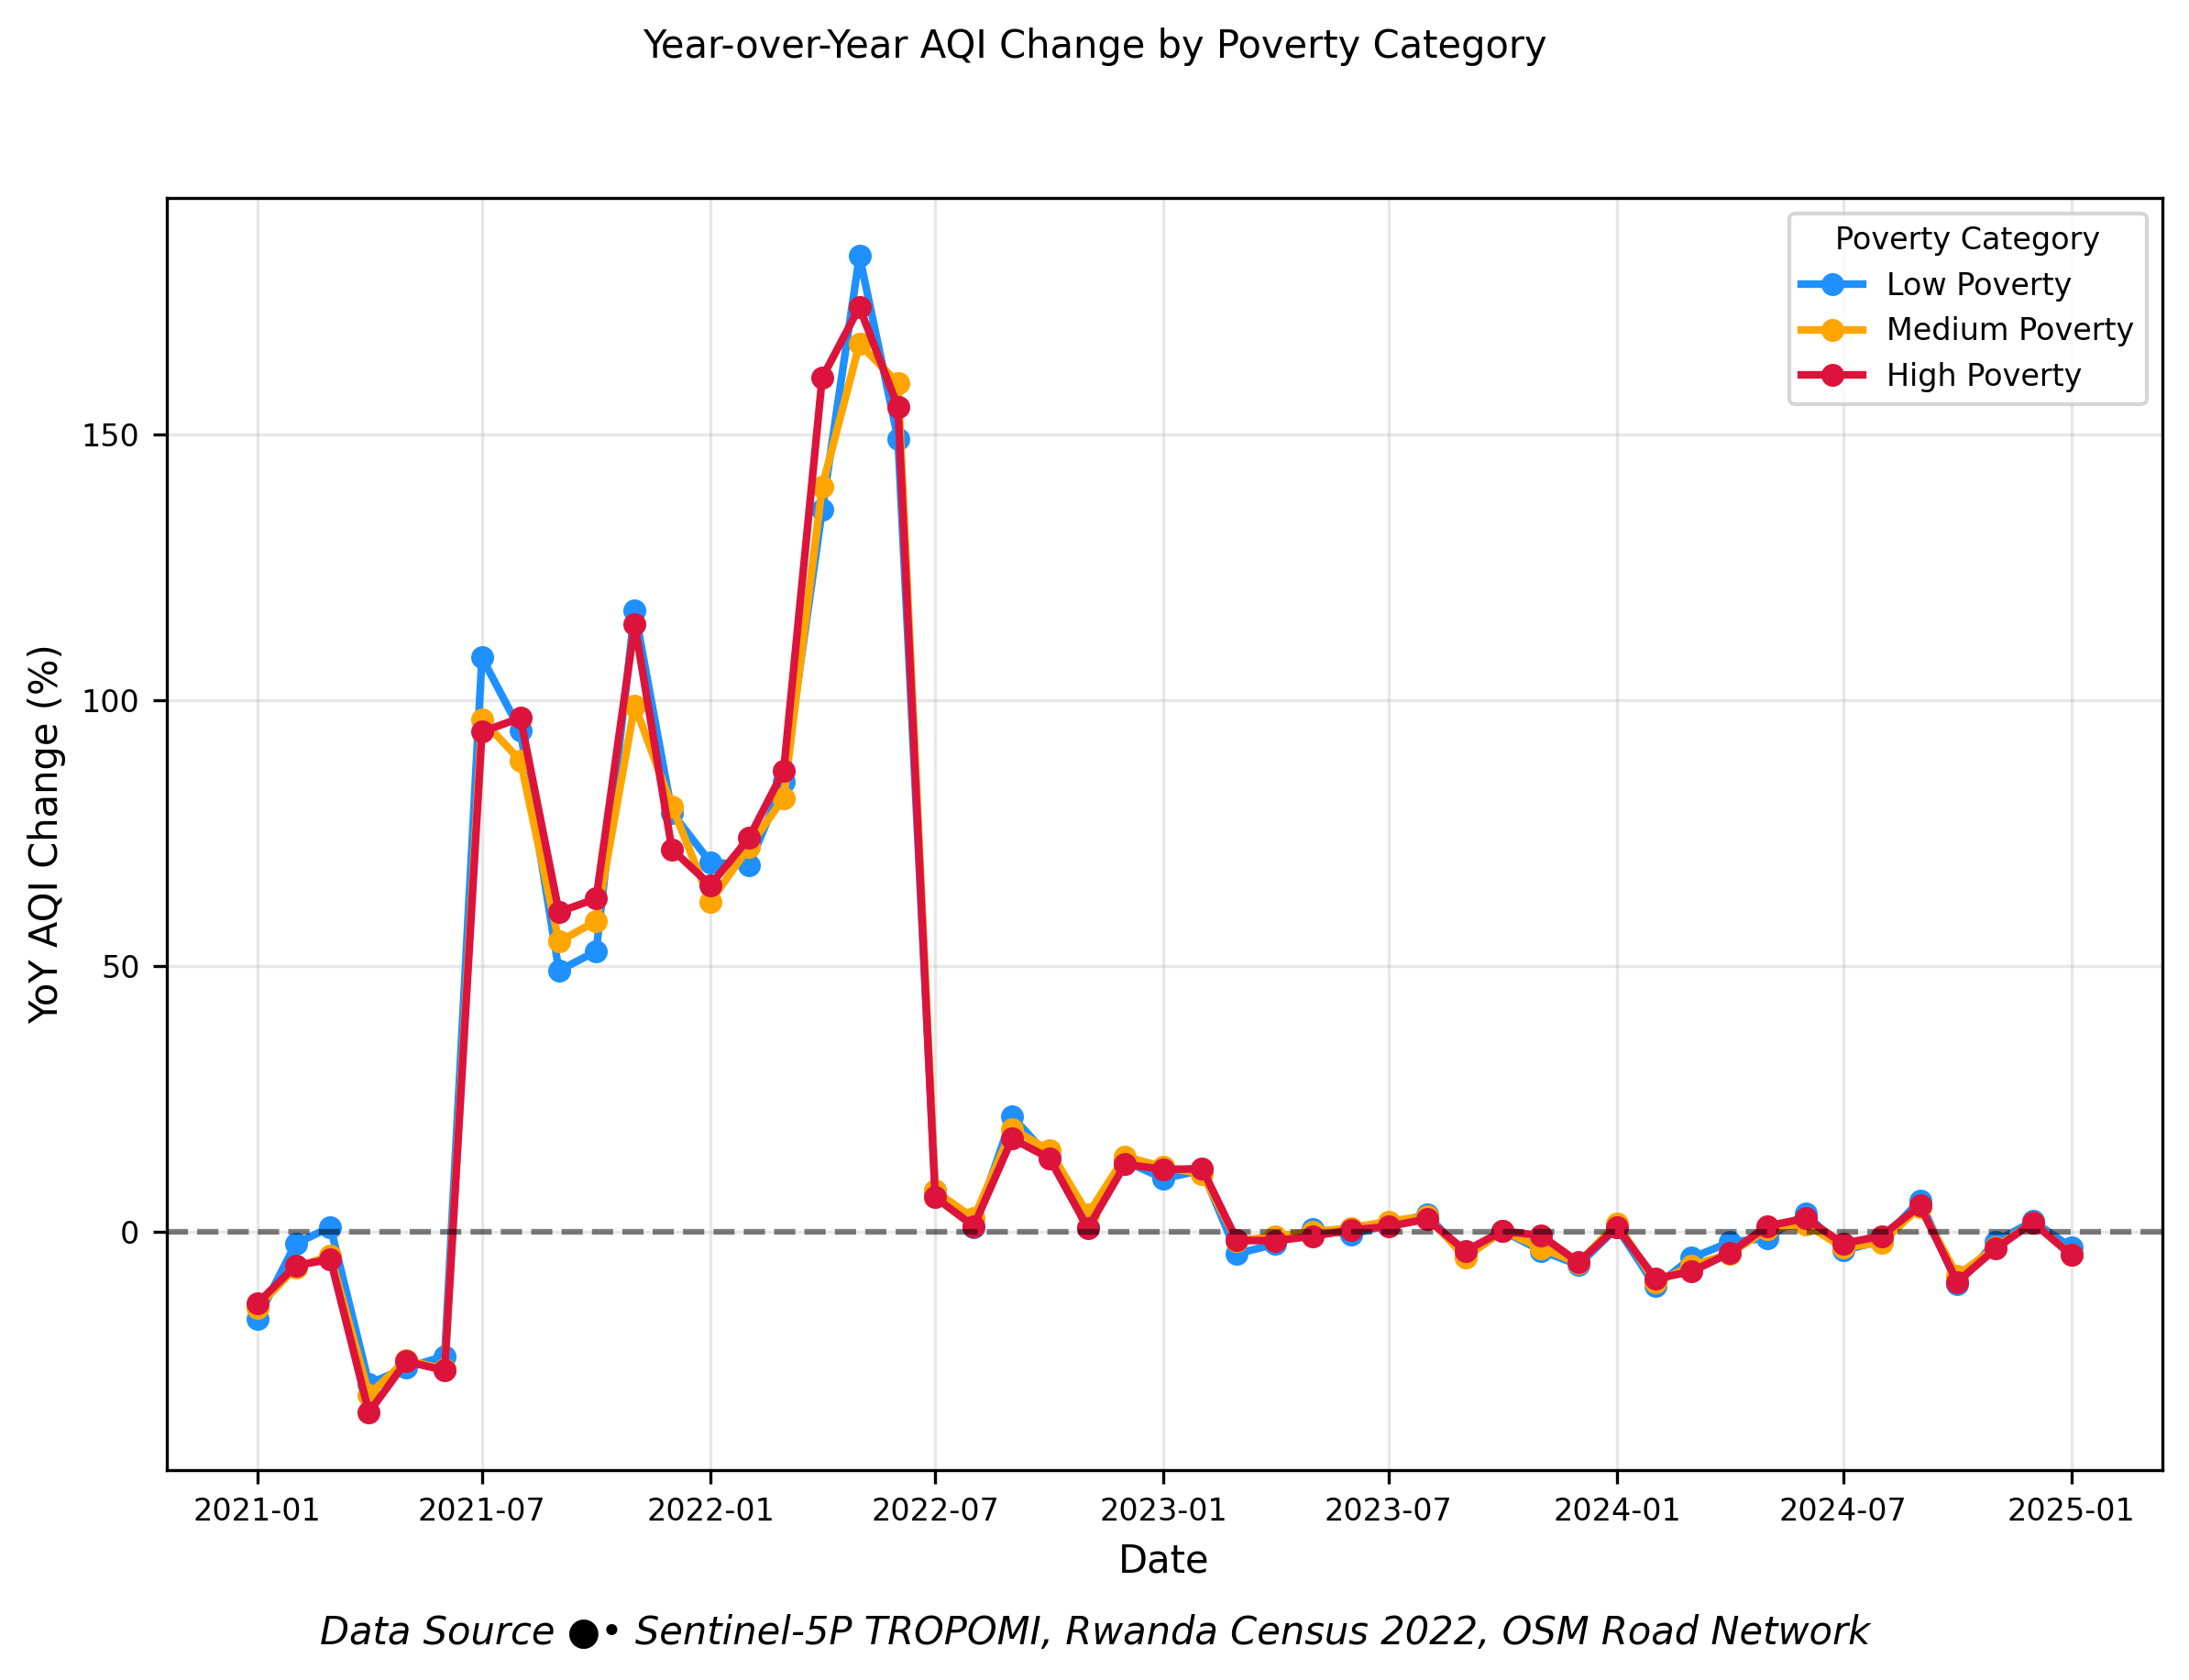 Year-over-Year AQI Change by Poverty Category
Poverty Category
Low Poverty
Medium Poverty
High Poverty
YoY AQI Change (%)
150
100
50
0
2021-01 2021-07 2022-01 2022-07 2023-01 2023-07 2024-01 2024-07 2025-01
Date
Data Source ●• Sentinel-5P TROPOMI, Rwanda Census 2022, OSM Road Network